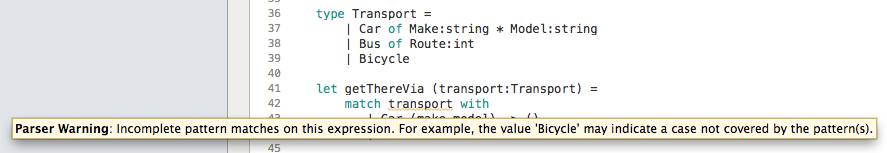 36 type Transport =
37 | Car of Make:string * Model:string
38 | Bus of Route:int
39 | Bicycle
40
41 let getThereVia (transport:Transport) =
42 match transport with
Parser Warning: Incomplete pattern matches on this expression. For example, the value 'Bicycle' may indicate a case not covered by the pattern(s).
45